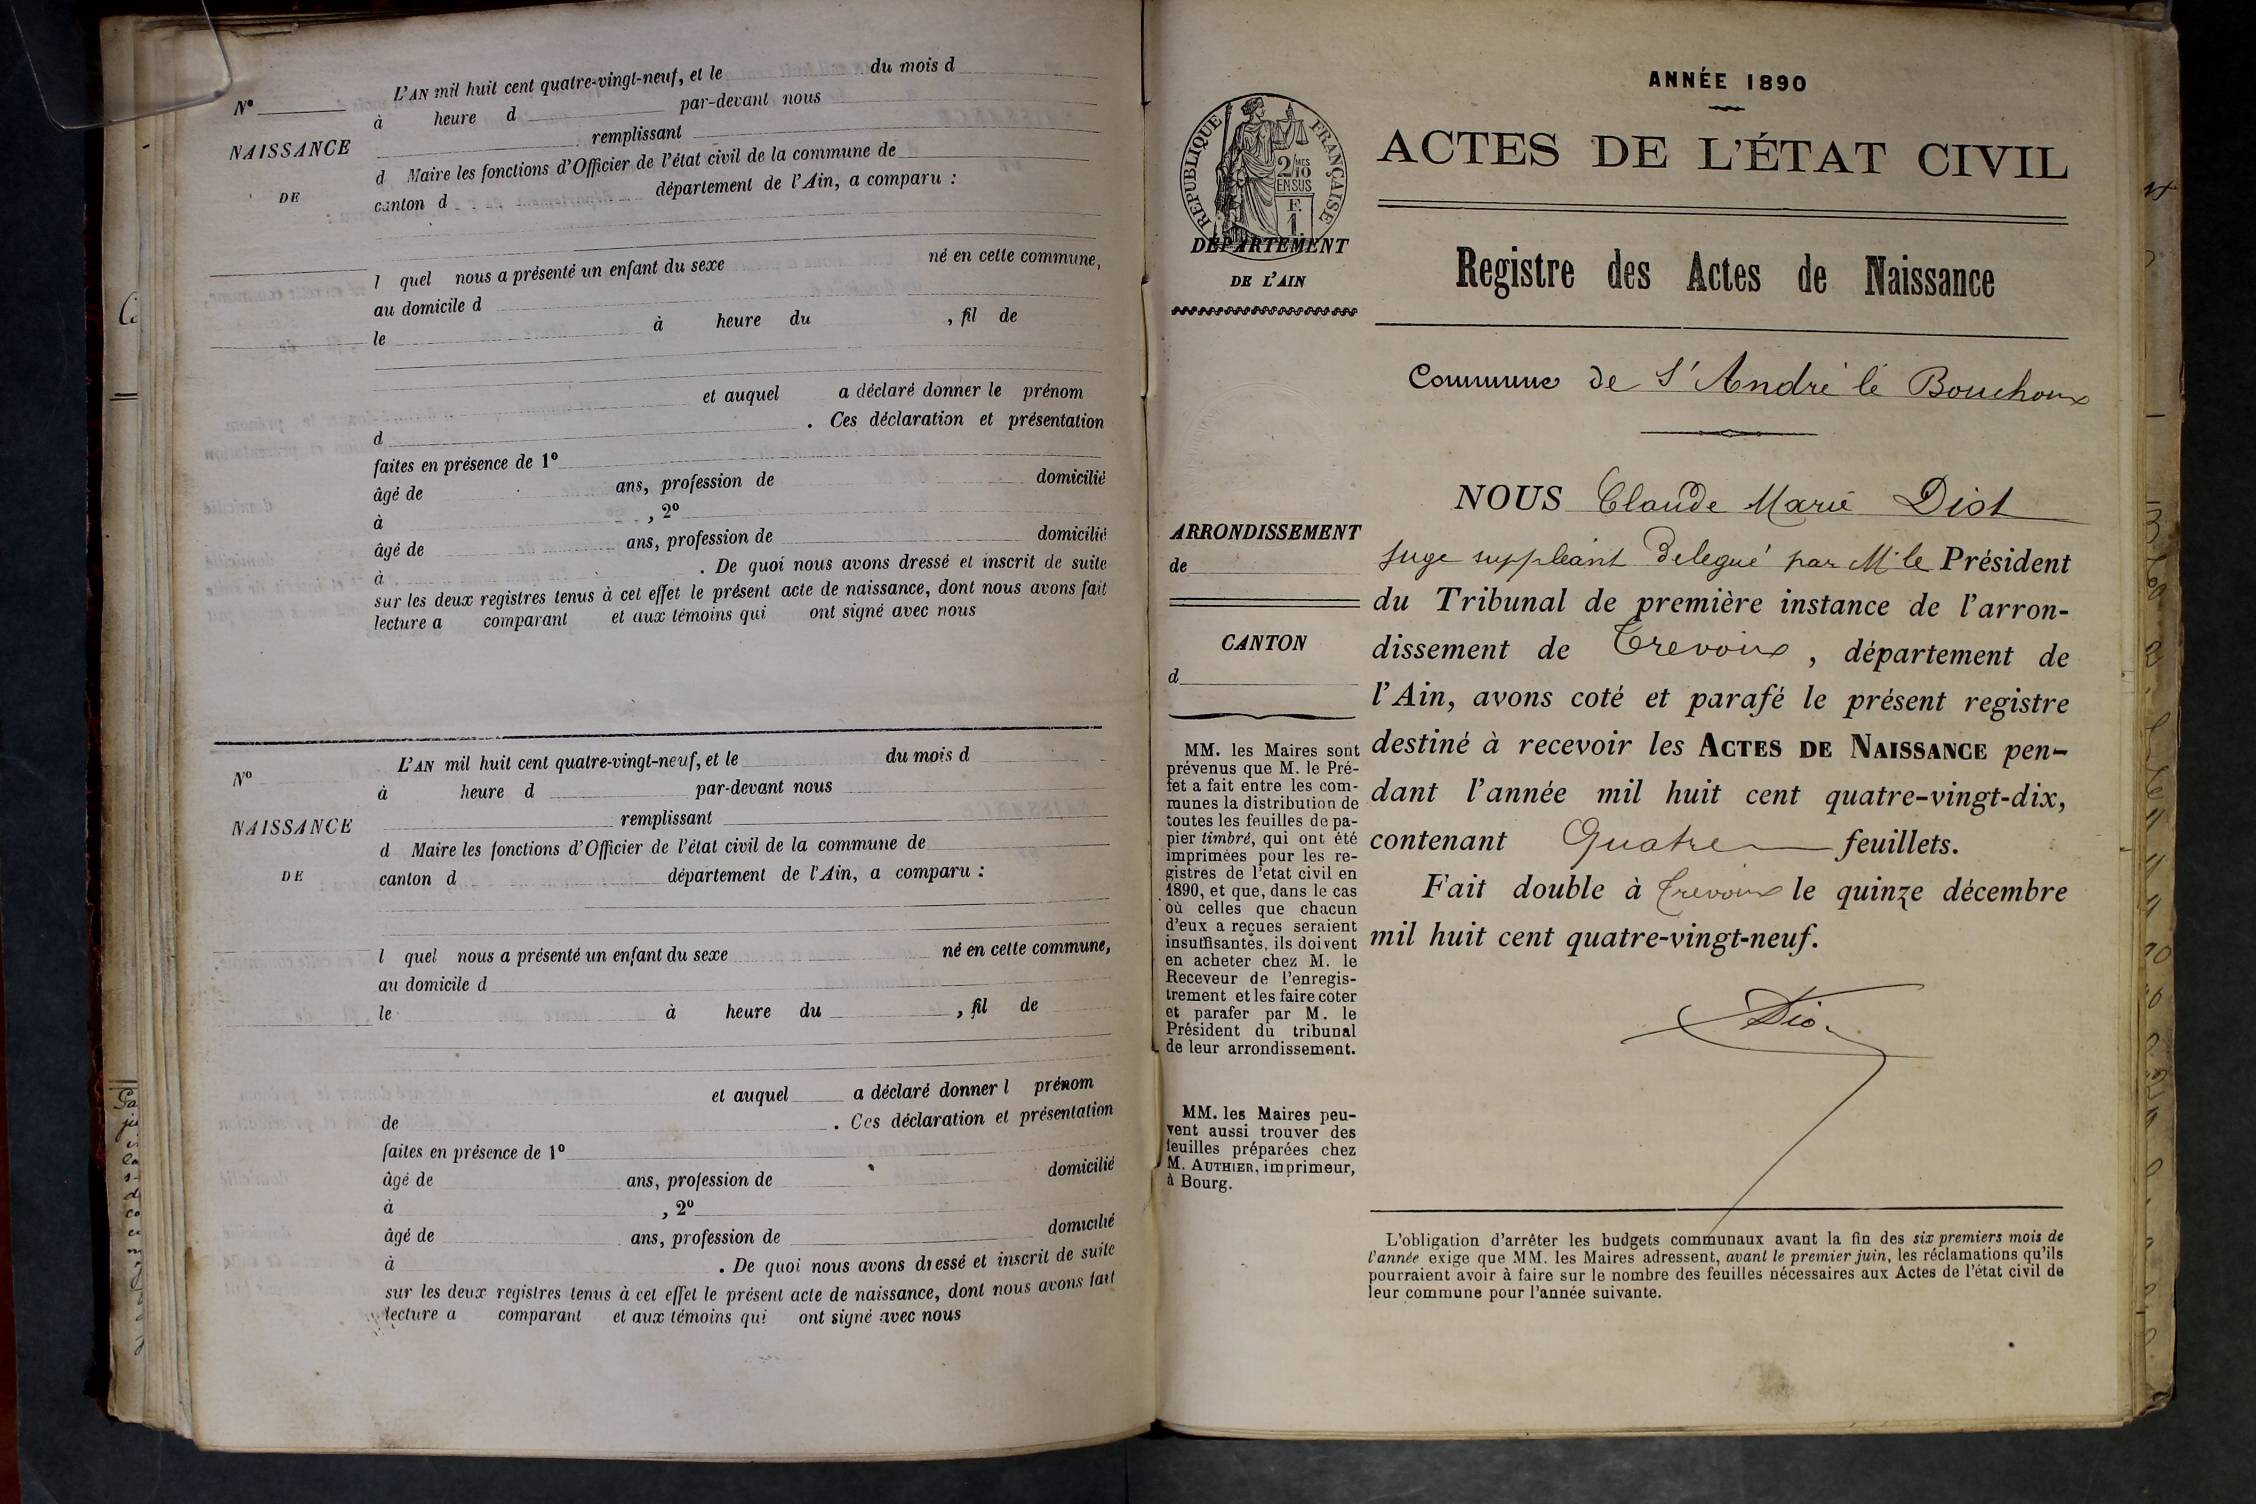 N°
NAISSANCE
DE
L'AN mil huit cent quatre-vingt-neuf, et le du mois d
à heure d par-devant nous
remplissant
d Maire les fonctions d'Officier de l'état civil de la commune de
canton d département de l'Ain, a comparu :
l quel nous a présenté un enfant du sexe né en cette commune,
au domicile d
le à heure du , fil de
et auquel a déclaré donner le prénom
d . Ces déclaration et présentation
faites en présence de 1°
âgé de ans, profession de domicilié
à , 2°
âgé de ans, profession de domicilié
à . De quoi nous avons dressé et inscrit de suite
sur les deux registres tenus à cet effet le présent acte de naissance, dont nous avons fait
lecture a comparant et aux témoins qui ont signé avec nous
N°
NAISSANCE
DE
L'AN mil huit cent quatre-vingt-neuf, et le du mois d
à heure d par-devant nous
remplissant
d Maire les fonctions d'Officier de l'état civil de la commune de
canton d département de l'Ain, a comparu :
l quel nous a présenté un enfant du sexe né en cette commune,
au domicile d
le à heure du , fil de
et auquel a déclaré donner l prénom
de . Ces déclaration et présentation
faites en présence de 1°
âgé de ans, profession de domicilié
à , 2°
âgé de ans, profession de domicilié
à . De quoi nous avons dressé et inscrit de suite
sur les deux registres tenus à cet effet le présent acte de naissance, dont nous avons fait
lecture a comparant et aux témoins qui ont signé avec nous
RÉPUBLIQUE FRANÇAISE
2/10 MES
EN SUS
F.
1.
DÉPARTEMENT
DE L'AIN
ARRONDISSEMENT
de
CANTON
d
MM. les Maires sont
prévenus que M. le Pré-
fet a fait entre les com-
munes la distribution de
toutes les feuilles de pa-
pier timbré, qui ont été
imprimées pour les re-
gistres de l'etat civil en
1890, et que, dans le cas
où celles que chacun
d'eux a reçues seraient
insuffisantes, ils doivent
en acheter chez M. le
Receveur de l'enregis-
trement et les faire coter
et parafer par M. le
Président du tribunal
de leur arrondissement.
MM. les Maires peu-
vent aussi trouver des
feuilles préparées chez
M. AUTHIER, imprimeur,
à Bourg.
ANNÉE 1890
ACTES DE L'ÉTAT CIVIL
Registre des Actes de Naissance
Commune de St André le Bouchoux
NOUS Claude Marie Diot
Juge suppleant delegué par Mr le Président
du Tribunal de première instance de l'arron-
dissement de Trevoux , département de
l'Ain, avons coté et parafé le présent registre
destiné à recevoir les ACTES DE NAISSANCE pen-
dant l'année mil huit cent quatre-vingt-dix,
contenant Quatre feuillets.
Fait double à Trevoux le quinze décembre
mil huit cent quatre-vingt-neuf.
Diot
L'obligation d'arrêter les budgets communaux avant la fin des six premiers mois de
l'année exige que MM. les Maires adressent, avant le premier juin, les réclamations qu'ils
pourraient avoir à faire sur le nombre des feuilles nécessaires aux Actes de l'état civil de
leur commune pour l'année suivante.